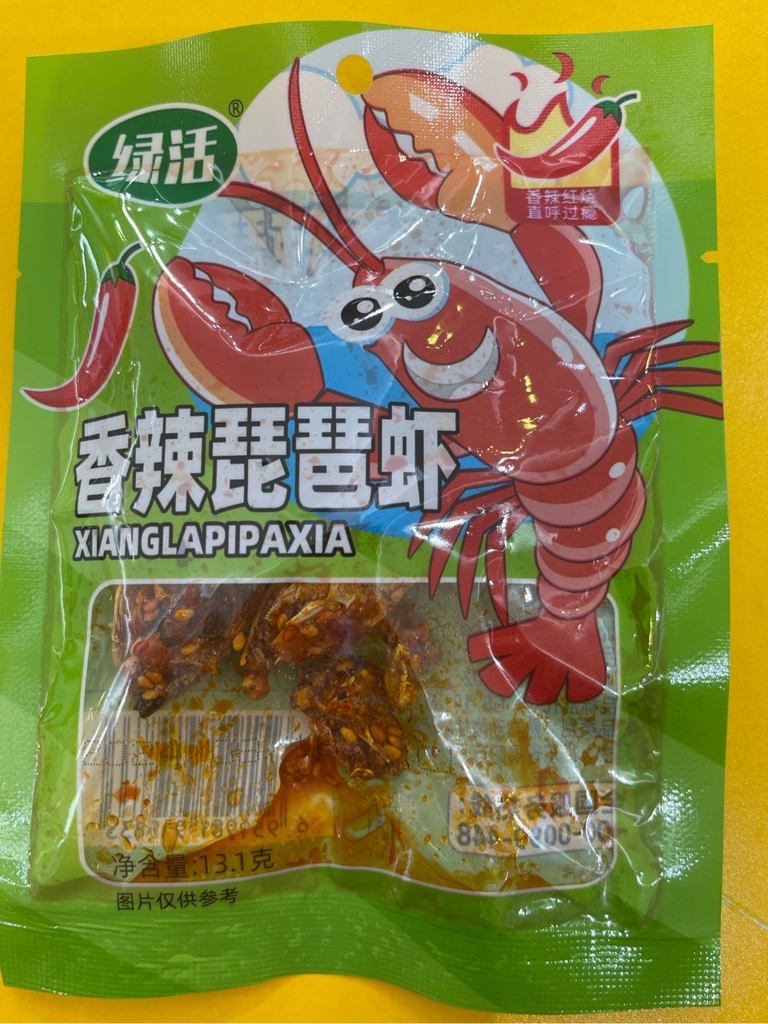 绿活
®
香辣红烧
直呼过瘾
香辣琵琶虾
XIANGLAPIPAXIA
净含量:13.1克
图片仅供参考